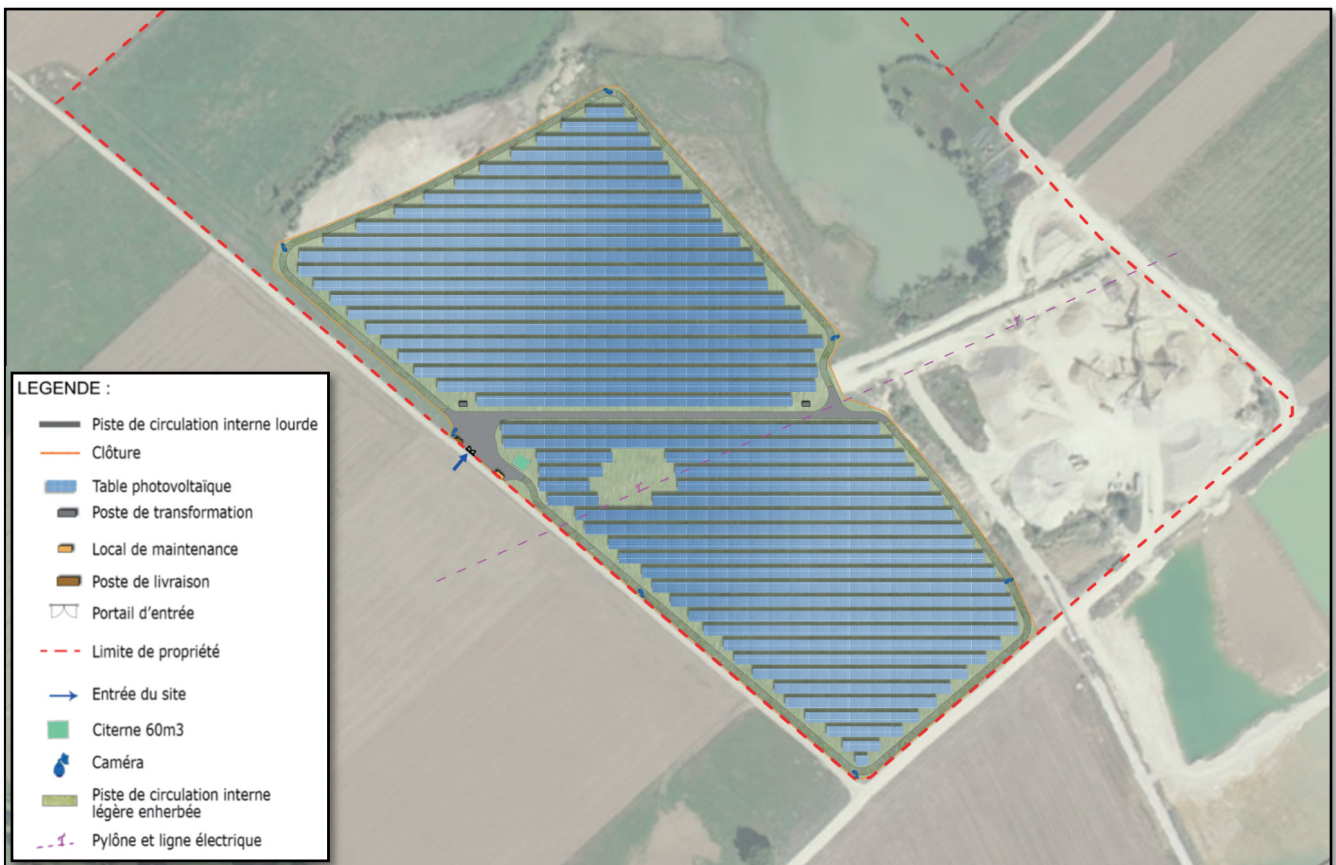 LEGENDE :
Piste de circulation interne lourde
Clôture
Table photovoltaïque
Poste de transformation
Local de maintenance
Poste de livraison
Portail d'entrée
Limite de propriété
Entrée du site
Citerne 60m3
Caméra
Piste de circulation interne
légère enherbée
Pylône et ligne électrique